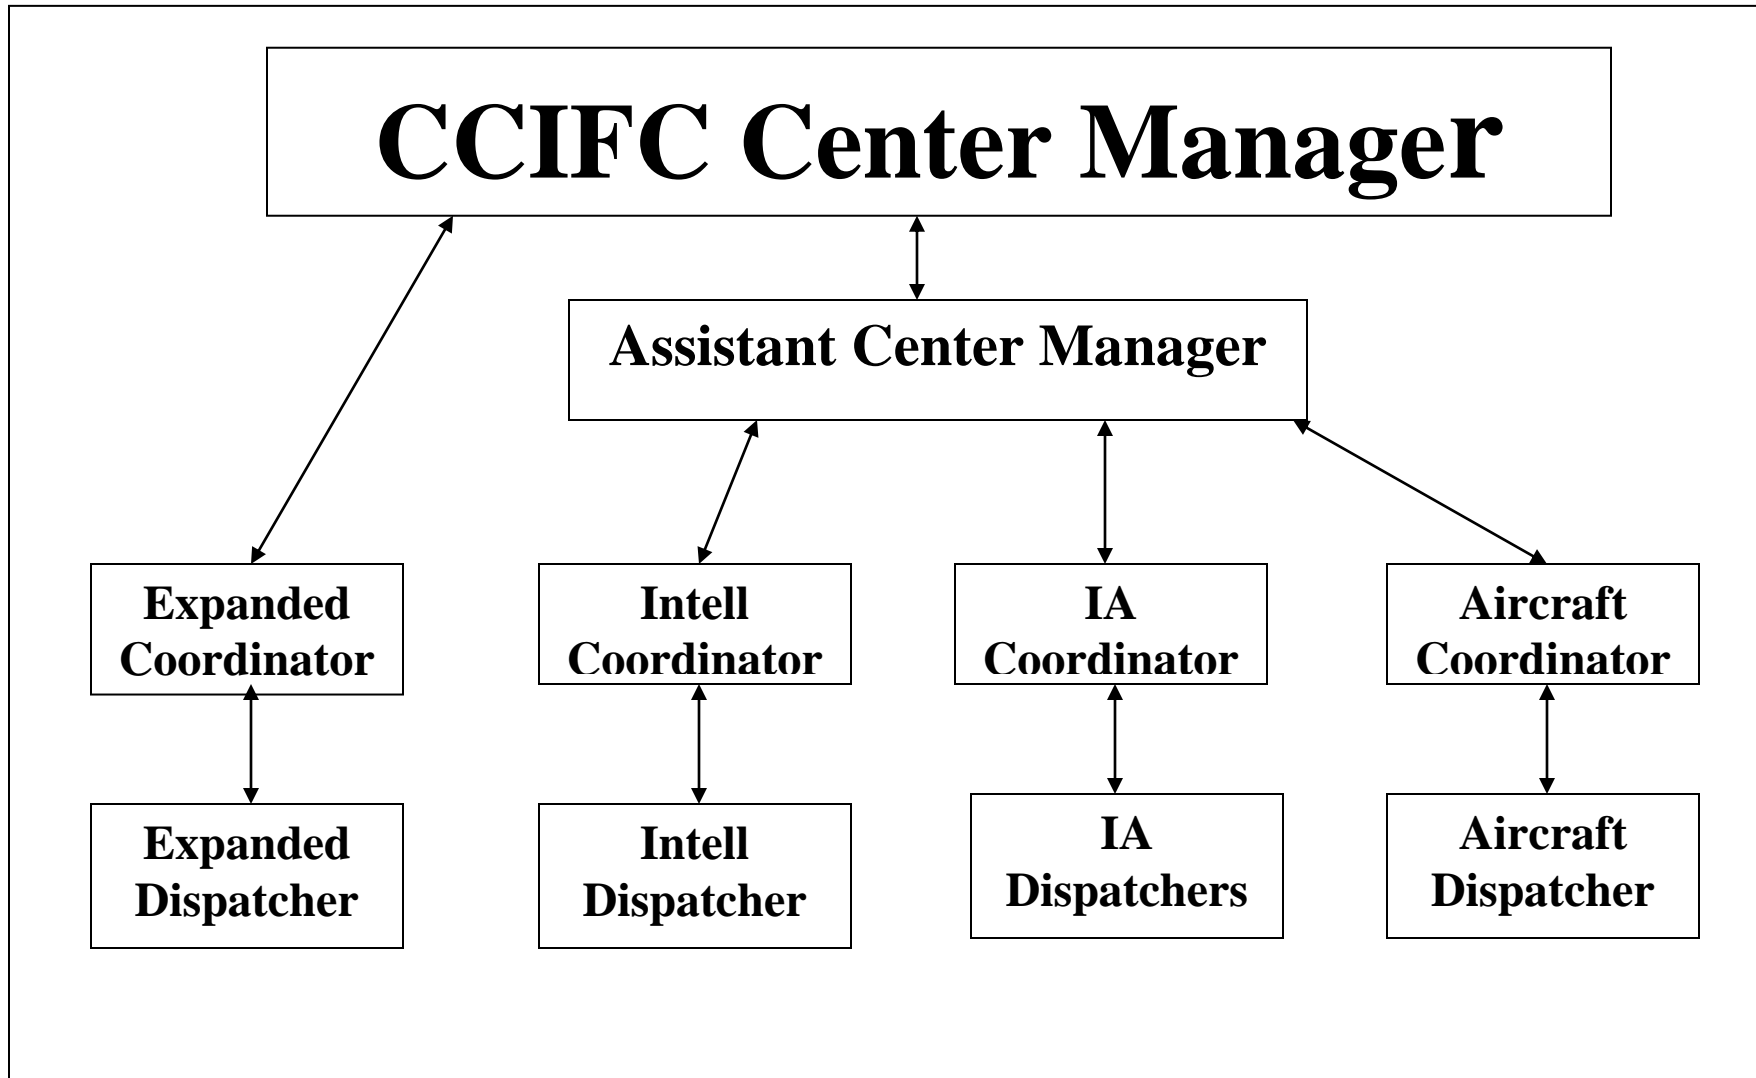 CCIFC Center Manager
Assistant Center Manager
Expanded
Coordinator
Intell
Coordinator
IA
Coordinator
Aircraft
Coordinator
Expanded
Dispatcher
Intell
Dispatcher
IA
Dispatchers
Aircraft
Dispatcher